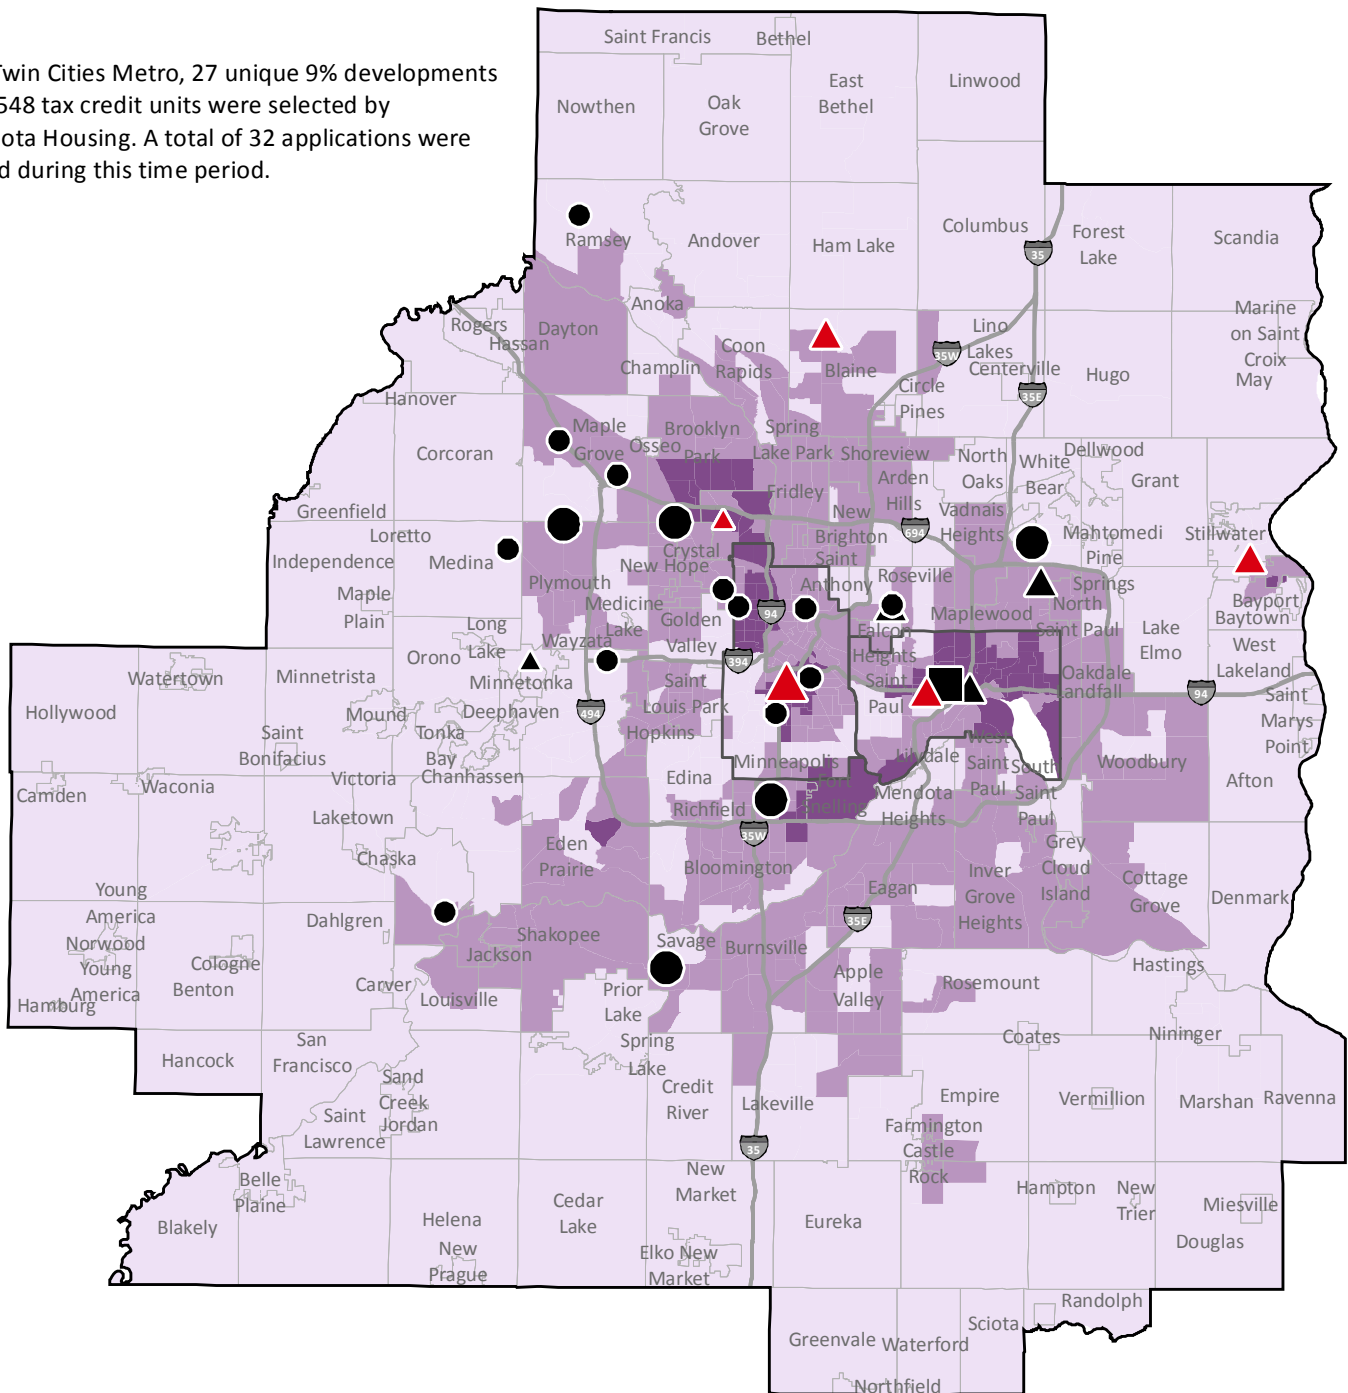 Twin Cities Metro, 27 unique 9% developments
548 tax credit units were selected by
ota Housing. A total of 32 applications were
d during this time period.
Saint Francis
Bethel
Nowthen
Oak
Grove
East
Bethel
Linwood
Ramsey
Andover
Ham Lake
Columbus
Forest
Lake
Scandia
35
Anoka
Rogers
Hassan
Dayton
Champlin
Coon
Rapids
Blaine
35W
Lino
Lakes
Centerville
Circle
Pines
35E
Hugo
Marine
on Saint
Croix
May
Hanover
Corcoran
Maple
Grove
Osseo
Brooklyn
Park
Spring
Lake Park
Shoreview
Arden
Hills
North
Oaks
White
Bear
Dellwood
Grant
Fridley
New
Brighton
694
Vadnais
Heights
Mahtomedi
Pine
Springs
Stillwater
Greenfield
Loretto
Independence
Medina
Maple
Plain
Plymouth
Crystal
New Hope
Medicine
Lake
Golden
Valley
Saint
Anthony
94
Roseville
Falcon
Heights
Maplewood
North
Saint Paul
Bayport
Baytown
Lake
Elmo
West
Lakeland
Long
Lake
Orono
Wayzata
Minnetonka
Deephaven
394
Saint
Louis Park
Hopkins
494
Saint
Paul
Oakdale
Landfall
94
Saint
Marys
Point
Watertown
Minnetrista
Hollywood
Mound
Tonka
Bay
Saint
Bonifacius
Victoria
Chanhassen
Minneapolis
Edina
Richfield
Fort
Snelling
Lilydale
Mendota
Heights
West
Saint
Paul
South
Saint
Paul
Woodbury
Afton
Camden
Waconia
Laketown
Chaska
Eden
Prairie
35W
Bloomington
Eagan
35E
Inver
Grove
Heights
Grey
Cloud
Island
Cottage
Grove
Denmark
Young
America
Norwood
Young
America
Hamburg
Cologne
Benton
Dahlgren
Carver
Jackson
Louisville
Shakopee
Savage
Burnsville
Prior
Lake
Apple
Valley
Rosemount
Hastings
Nininger
Coates
Hancock
San
Francisco
Sand
Creek
Jordan
Saint
Lawrence
Spring
Lake
Credit
River
Lakeville
Empire
Vermillion
Marshan
Ravenna
Farmington
Castle
Rock
35
Belle
Plaine
Blakely
Helena
New
Prague
Cedar
Lake
New
Market
Elko New
Market
Eureka
Hampton
New
Trier
Miesville
Douglas
Randolph
Sciota
Greenvale
Waterford
Northfield